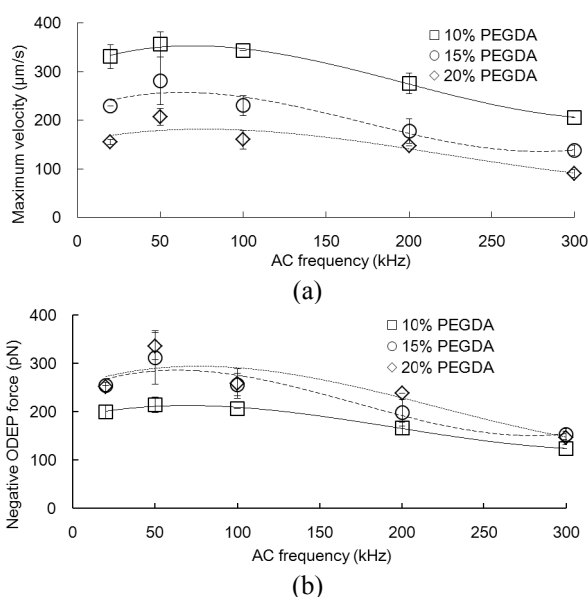 400
300
200
100
0
Maximum velocity (µm/s)
10% PEGDA
15% PEGDA
20% PEGDA
0 50 100 150 200 250 300
AC frequency (kHz)
(a)
400
300
200
100
0
Negative ODEP force (pN)
10% PEGDA
15% PEGDA
20% PEGDA
0 50 100 150 200 250 300
AC frequency (kHz)
(b)